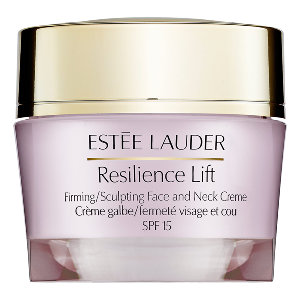 ESTĒE LAUDER
Resilience Lift
Firming/Sculpting Face and Neck Creme
Crème galbe/fermeté visage et cou
SPF 15